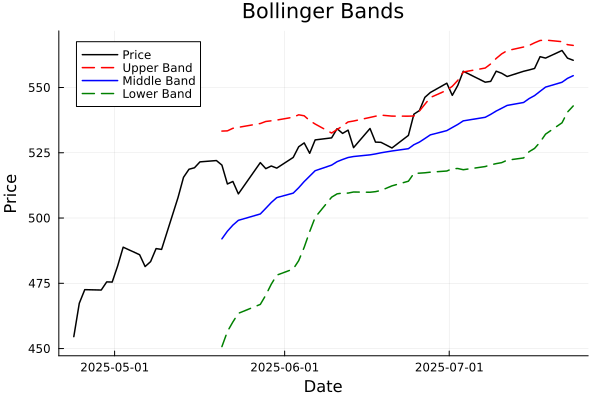 Bollinger Bands
Price
Upper Band
Middle Band
Lower Band
Price
550
525
500
475
450
2025-05-01
2025-06-01
2025-07-01
Date